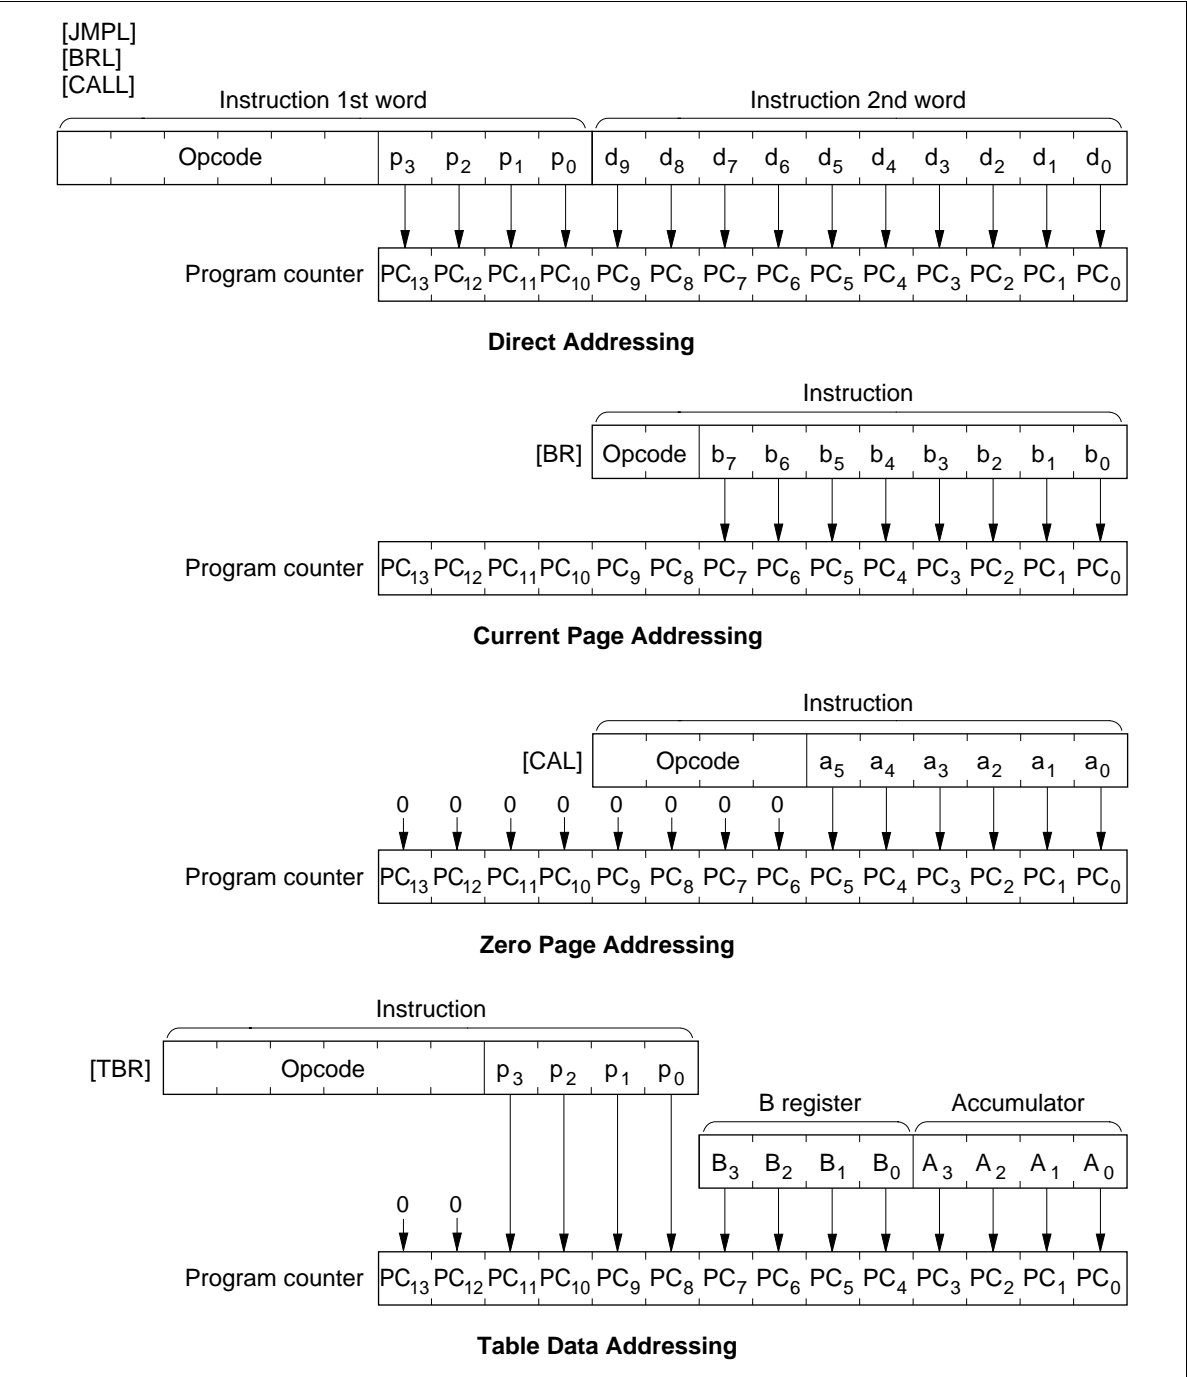 [JMPL]
[BRL]
[CALL]
Instruction 1st word Instruction 2nd word
Opcode p3 p2 p1 p0 d9 d8 d7 d6 d5 d4 d3 d2 d1 d0
Program counter PC13 PC12 PC11 PC10 PC9 PC8 PC7 PC6 PC5 PC4 PC3 PC2 PC1 PC0
Direct Addressing
Instruction
[BR] Opcode b7 b6 b5 b4 b3 b2 b1 b0
Program counter PC13 PC12 PC11 PC10 PC9 PC8 PC7 PC6 PC5 PC4 PC3 PC2 PC1 PC0
Current Page Addressing
Instruction
[CAL] Opcode a5 a4 a3 a2 a1 a0
0 0 0 0 0 0 0 0
Program counter PC13 PC12 PC11 PC10 PC9 PC8 PC7 PC6 PC5 PC4 PC3 PC2 PC1 PC0
Zero Page Addressing
Instruction
[TBR] Opcode p3 p2 p1 p0
B register Accumulator
B3 B2 B1 B0 A3 A2 A1 A0
0 0
Program counter PC13 PC12 PC11 PC10 PC9 PC8 PC7 PC6 PC5 PC4 PC3 PC2 PC1 PC0
Table Data Addressing